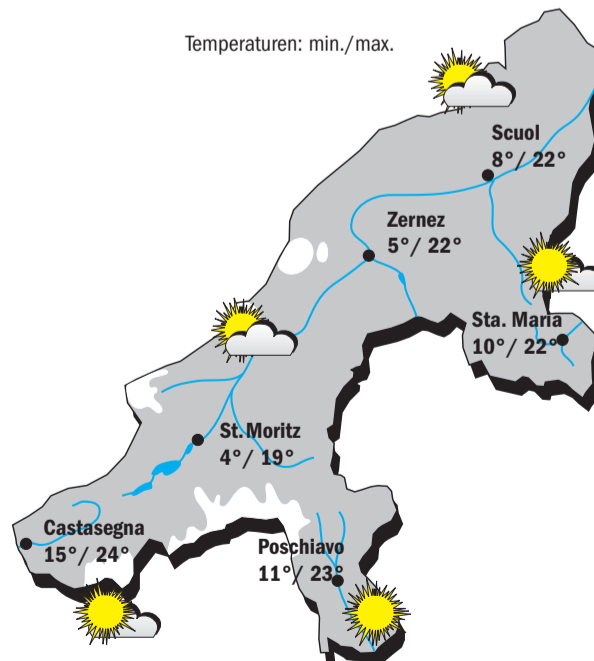 Temperaturen: min./max.
Scuol
8°/ 22°
Zernez
5°/ 22°
Sta. Maria
10°/ 22°
St. Moritz
4°/ 19°
Castasegna
15°/ 24°
Poschiavo
11°/ 23°